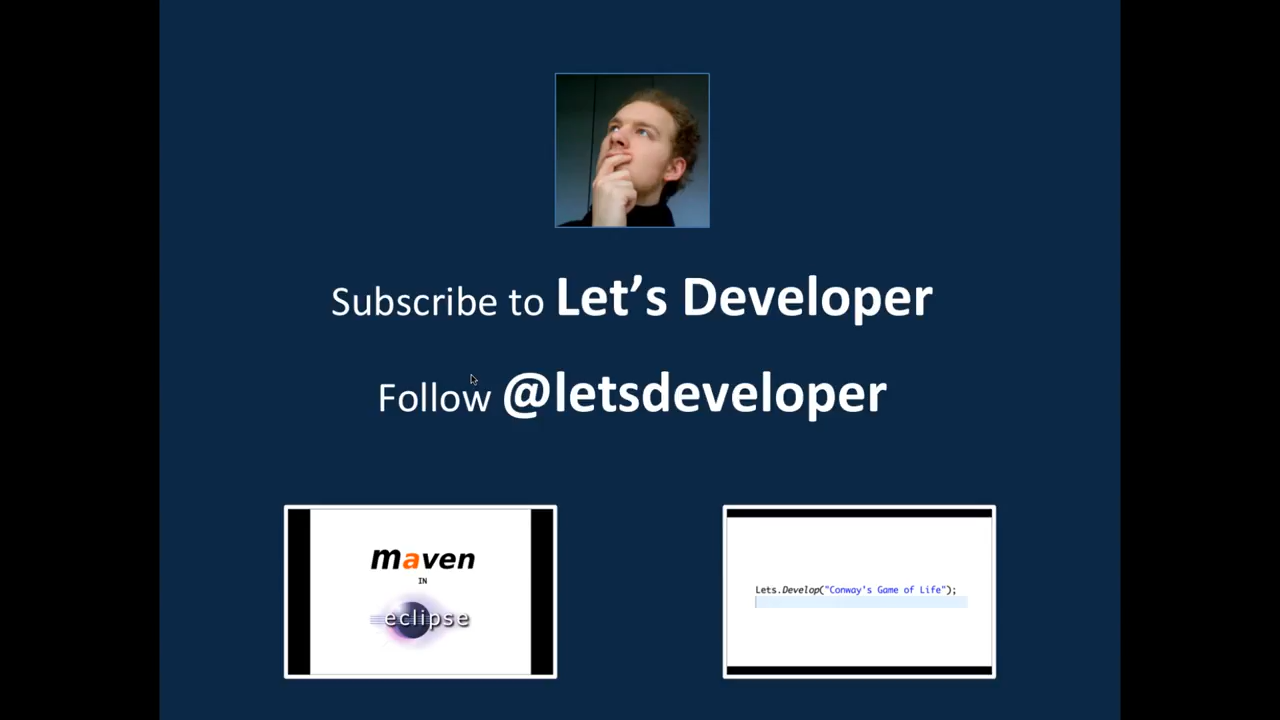 Subscribe to Let’s Developer
Follow @letsdeveloper
maven
IN
eclipse
Lets.Develop("Conway's Game of Life");